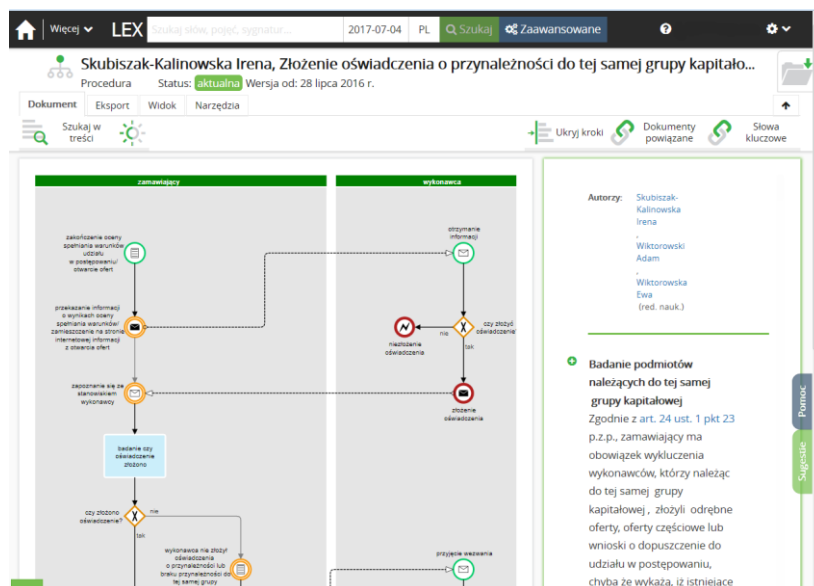 Więcej
LEX
Szukaj słów, pojęć, sygnatur...
2017-07-04
PL
Szukaj
Zaawansowane
Skubiszak-Kalinowska Irena, Złożenie oświadczenia o przynależności do tej samej grupy kapitało...
Procedura Status: aktualna Wersja od: 28 lipca 2016 r.
Dokument Eksport Widok Narzędzia
Szukaj w
treści
Ukryj kroki
Dokumenty
powiązane
Słowa
kluczowe
zamawiający
zakończenie oceny
spełniania warunków
udziału
w postępowaniu/
otwarcie ofert
przekazanie informacji
o wynikach oceny
spełniania warunków/
zamieszczenie na stronie
internetowej informacji
z otwarcia ofert
zapoznanie się ze
stanowiskiem
wykonawcy
badanie czy
oświadczenie
złożono
czy złożono
oświadczenie?
nie
tak
wykonawca nie złożył
oświadczenia
o przynależności lub
braku przynależności do
tej samej grupy
wykonawca
otrzymanie
informacji
czy złożyć
oświadczenie
nie
tak
niezłożenie
oświadczenia
złożenie
oświadczenia
przyjęcie wezwania
Autorzy:
Skubiszak-
Kalinowska
Irena
,
Wiktorowski
Adam
,
Wiktorowska
Ewa
(red. nauk.)
Badanie podmiotów
należących do tej samej
grupy kapitałowej
Zgodnie z art. 24 ust. 1 pkt 23
p.z.p., zamawiający ma
obowiązek wykluczenia
wykonawców, którzy należąc
do tej samej grupy
kapitałowej , złożyli odrębne
oferty, oferty częściowe lub
wnioski o dopuszczenie do
udziału w postępowaniu,
chyba że wykażą, iż istniejące
Pomoc
Sugestie